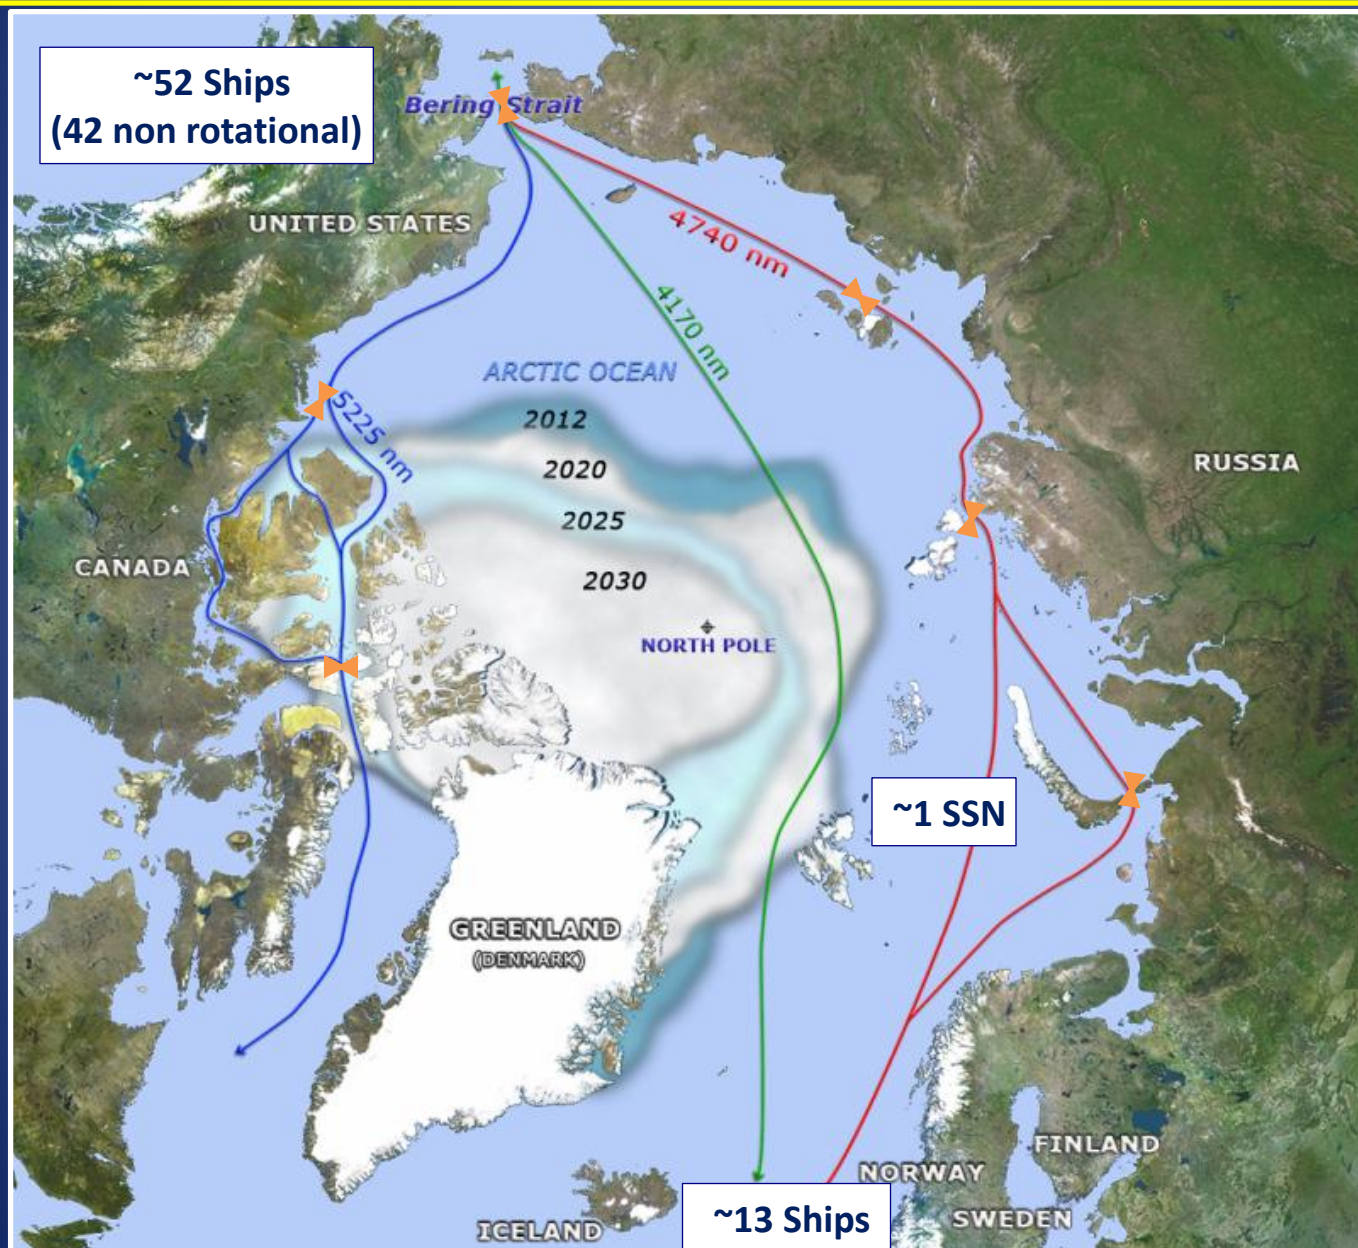 ~52 Ships
(42 non rotational)
Bering Strait
UNITED STATES
4740 nm
4170 nm
ARCTIC OCEAN
5225 nm
2012
2020
RUSSIA
2025
CANADA
2030
NORTH POLE
~1 SSN
GREENLAND
(DENMARK)
FINLAND
NORWAY
~13 Ships
SWEDEN
ICELAND